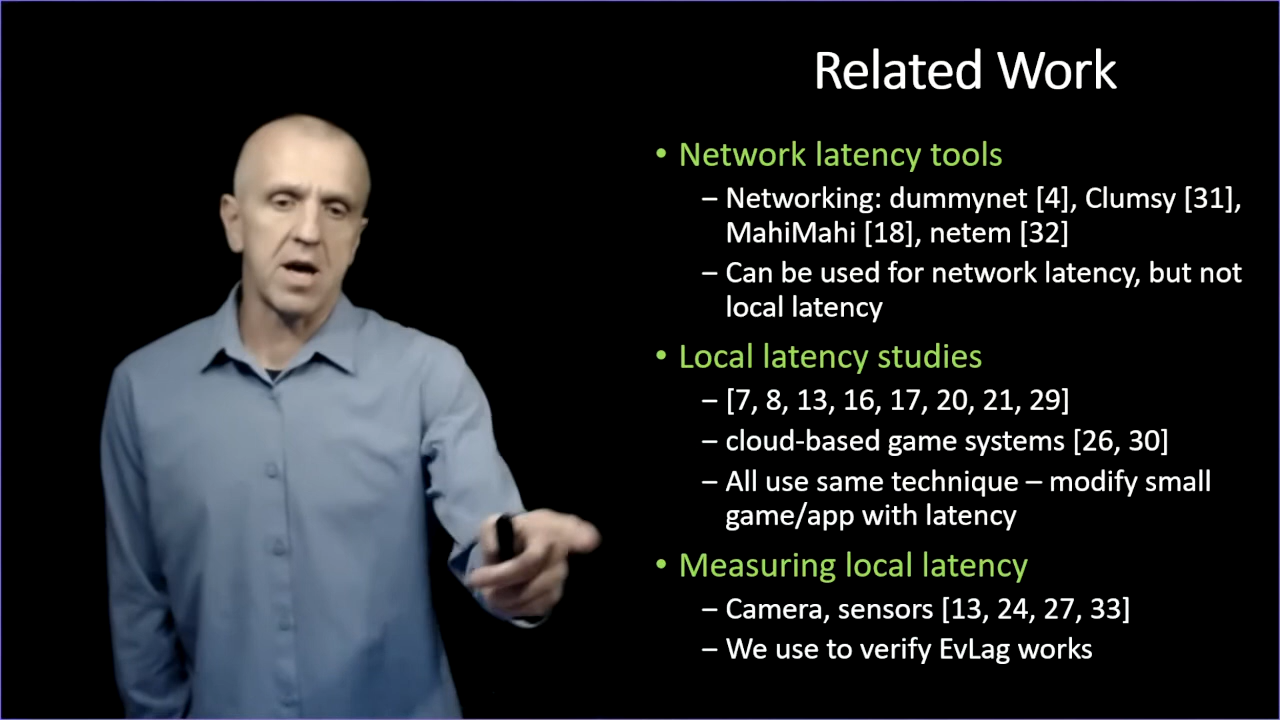 Related Work
• Network latency tools
– Networking: dummynet [4], Clumsy [31],
MahiMahi [18], netem [32]
– Can be used for network latency, but not
local latency
• Local latency studies
– [7, 8, 13, 16, 17, 20, 21, 29]
– cloud-based game systems [26, 30]
– All use same technique – modify small
game/app with latency
• Measuring local latency
– Camera, sensors [13, 24, 27, 33]
– We use to verify EvLag works